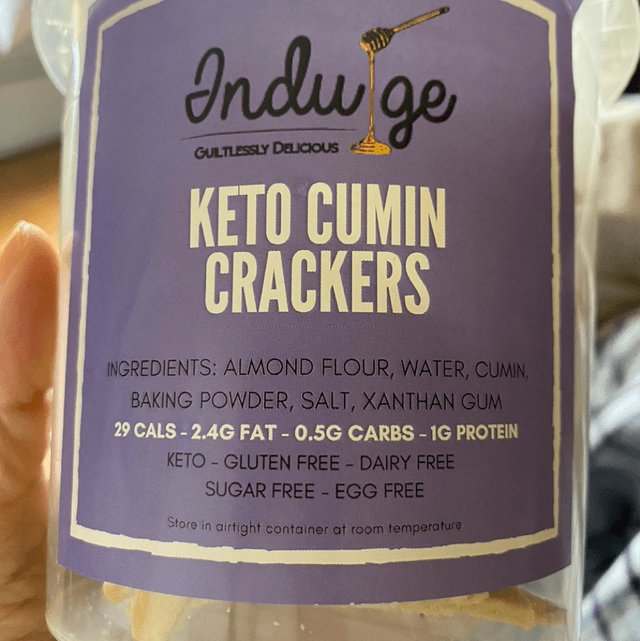 Indulge
GUILTLESSLY DELICIOUS
KETO CUMIN
CRACKERS
INGREDIENTS: ALMOND FLOUR, WATER, CUMIN,
BAKING POWDER, SALT, XANTHAN GUM
29 CALS - 2.4G FAT - 0.5G CARBS - 1G PROTEIN
KETO - GLUTEN FREE - DAIRY FREE
SUGAR FREE - EGG FREE
Store in airtight container at room temperature